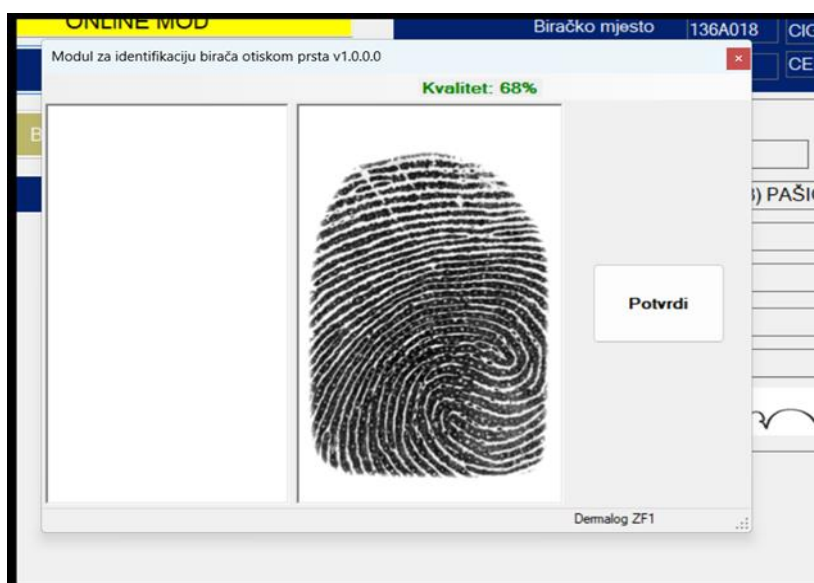 ONLINE MOD
Biračko mjesto 136A018
Modul za identifikaciju birača otiskom prsta v1.0.0.0
Kvalitet: 68%
Potvrdi
Dermalog ZF1